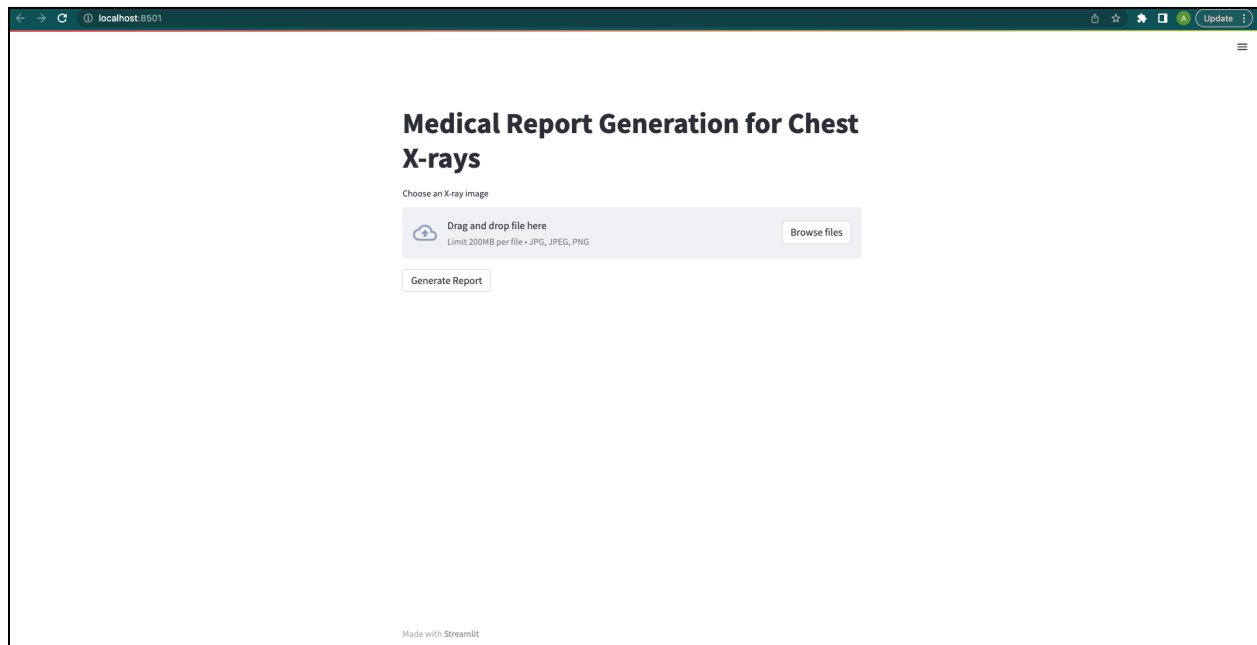 localhost:8501
A
Update
Medical Report Generation for Chest
X-rays
Choose an X-ray image
Drag and drop file here
Limit 200MB per file • JPG, JPEG, PNG
Browse files
Generate Report
Made with Streamlit